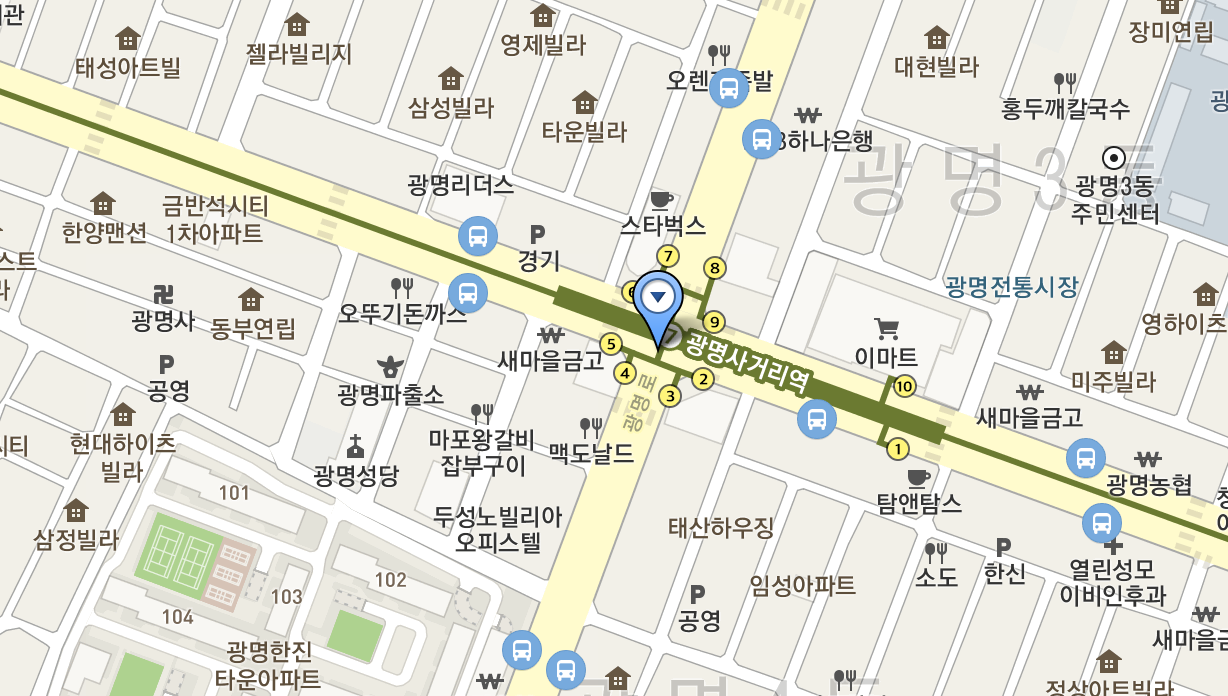 장미연립
태성아트빌
젤라빌리지
영제빌라
대현빌라
삼성빌라
타운빌라
홍두깨칼국수
하나은행
광명3동
광명리더스
광명3동
주민센터
한양맨션
금반석시티
1차아파트
스타벅스
경기
7
8
6
9
광명전통시장
광명사
동부연립
오뚜기돈까스
새마을금고
5
4
2
3
7
광명사거리역
광명로
이마트
10
1
영하이츠
미주빌라
새마을금고
공영
광명파출소
현대하이츠
빌라
광명성당
마포왕갈비
잡부구이
맥도날드
탐앤탐스
광명농협
삼정빌라
101
102
103
104
두성노빌리아
오피스텔
태산하우징
임성아파트
소도
한신
열린성모
이비인후과
공영
광명한진
타운아파트
정상아트빌라